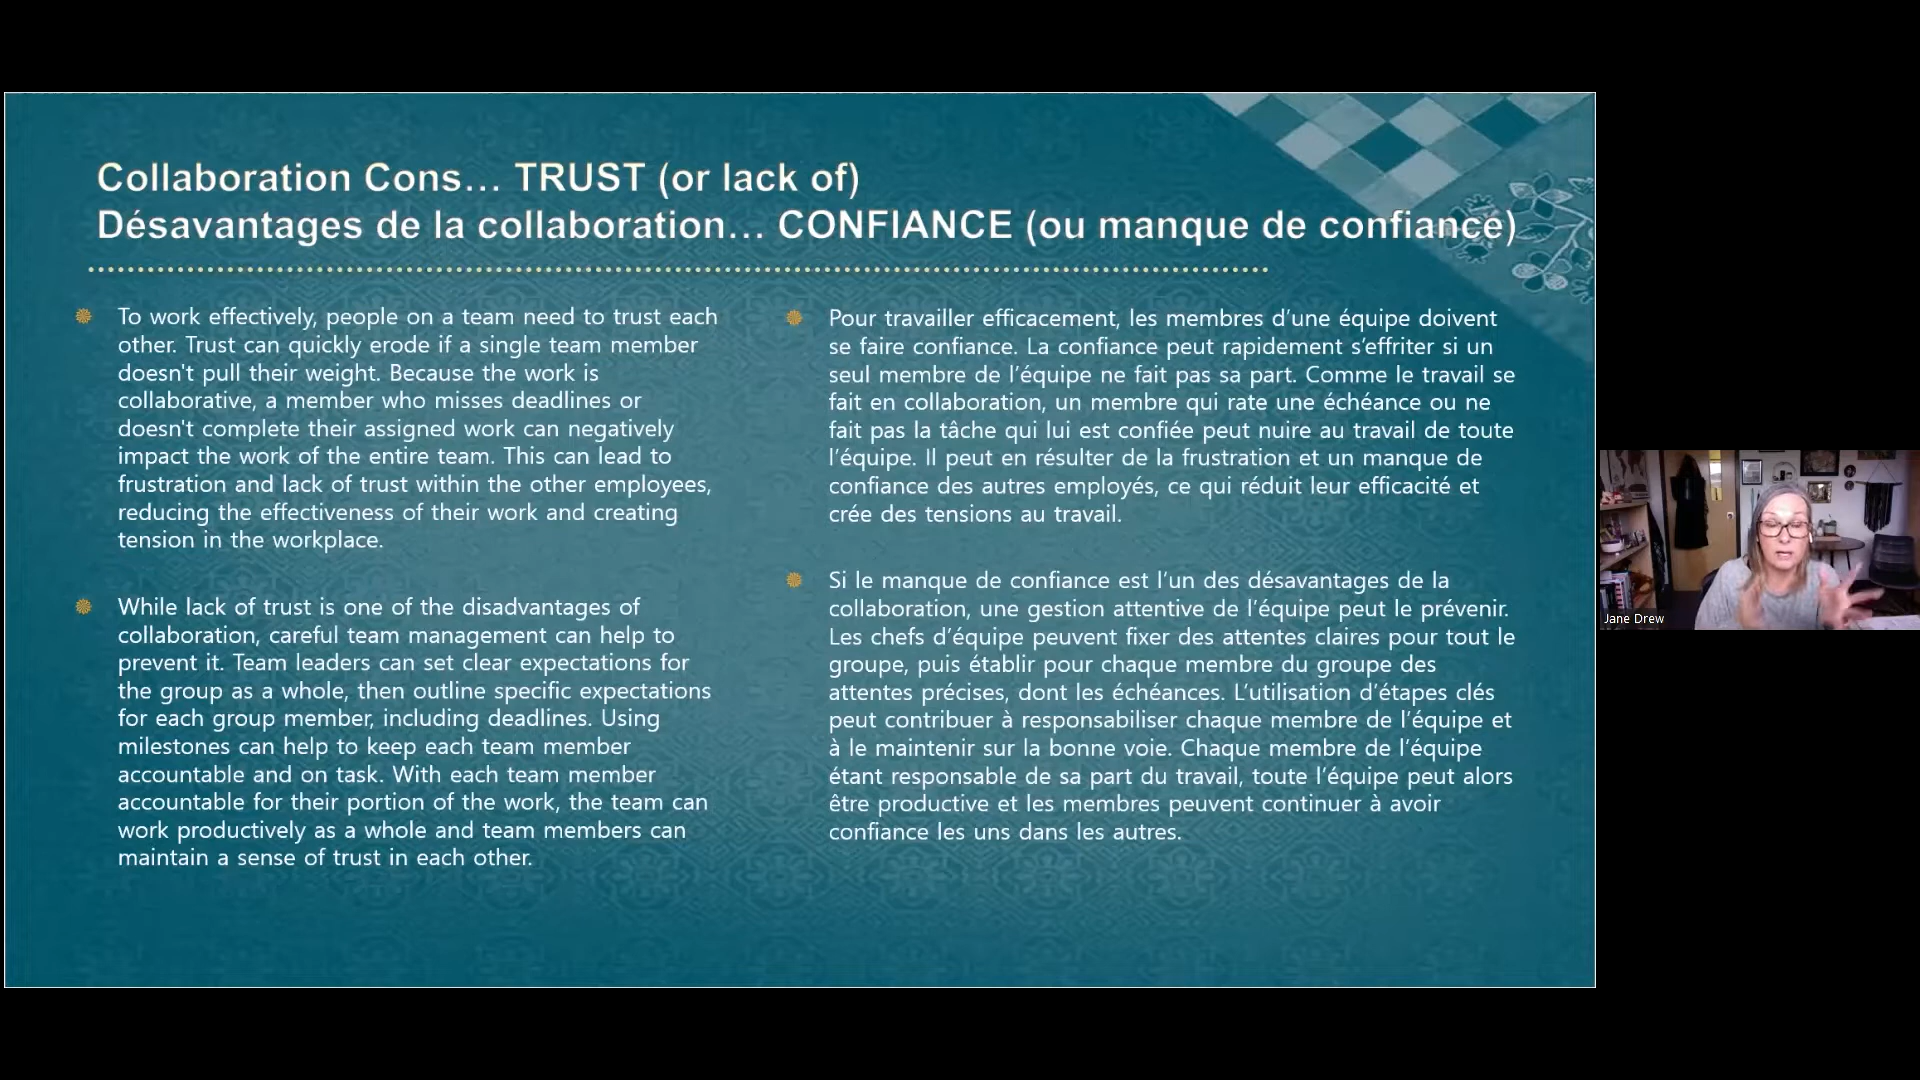 Collaboration Cons... TRUST (or lack of)
Désavantages de la collaboration... CONFIANCE (ou manque de confiance)
To work effectively, people on a team need to trust each
other. Trust can quickly erode if a single team member
doesn't pull their weight. Because the work is
collaborative, a member who misses deadlines or
doesn't complete their assigned work can negatively
impact the work of the entire team. This can lead to
frustration and lack of trust within the other employees,
reducing the effectiveness of their work and creating
tension in the workplace.
While lack of trust is one of the disadvantages of
collaboration, careful team management can help to
prevent it. Team leaders can set clear expectations for
the group as a whole, then outline specific expectations
for each group member, including deadlines. Using
milestones can help to keep each team member
accountable and on task. With each team member
accountable for their portion of the work, the team can
work productively as a whole and team members can
maintain a sense of trust in each other.
Pour travailler efficacement, les membres d’une équipe doivent
se faire confiance. La confiance peut rapidement s’effriter si un
seul membre de l’équipe ne fait pas sa part. Comme le travail se
fait en collaboration, un membre qui rate une échéance ou ne
fait pas la tâche qui lui est confiée peut nuire au travail de toute
l’équipe. Il peut en résulter de la frustration et un manque de
confiance des autres employés, ce qui réduit leur efficacité et
crée des tensions au travail.
Si le manque de confiance est l’un des désavantages de la
collaboration, une gestion attentive de l’équipe peut le prévenir.
Les chefs d’équipe peuvent fixer des attentes claires pour tout le
groupe, puis établir pour chaque membre du groupe des
attentes précises, dont les échéances. L’utilisation d’étapes clés
peut contribuer à responsabiliser chaque membre de l’équipe et
à le maintenir sur la bonne voie. Chaque membre de l’équipe
étant responsable de sa part du travail, toute l’équipe peut alors
être productive et les membres peuvent continuer à avoir
confiance les uns dans les autres.
Jane Drew